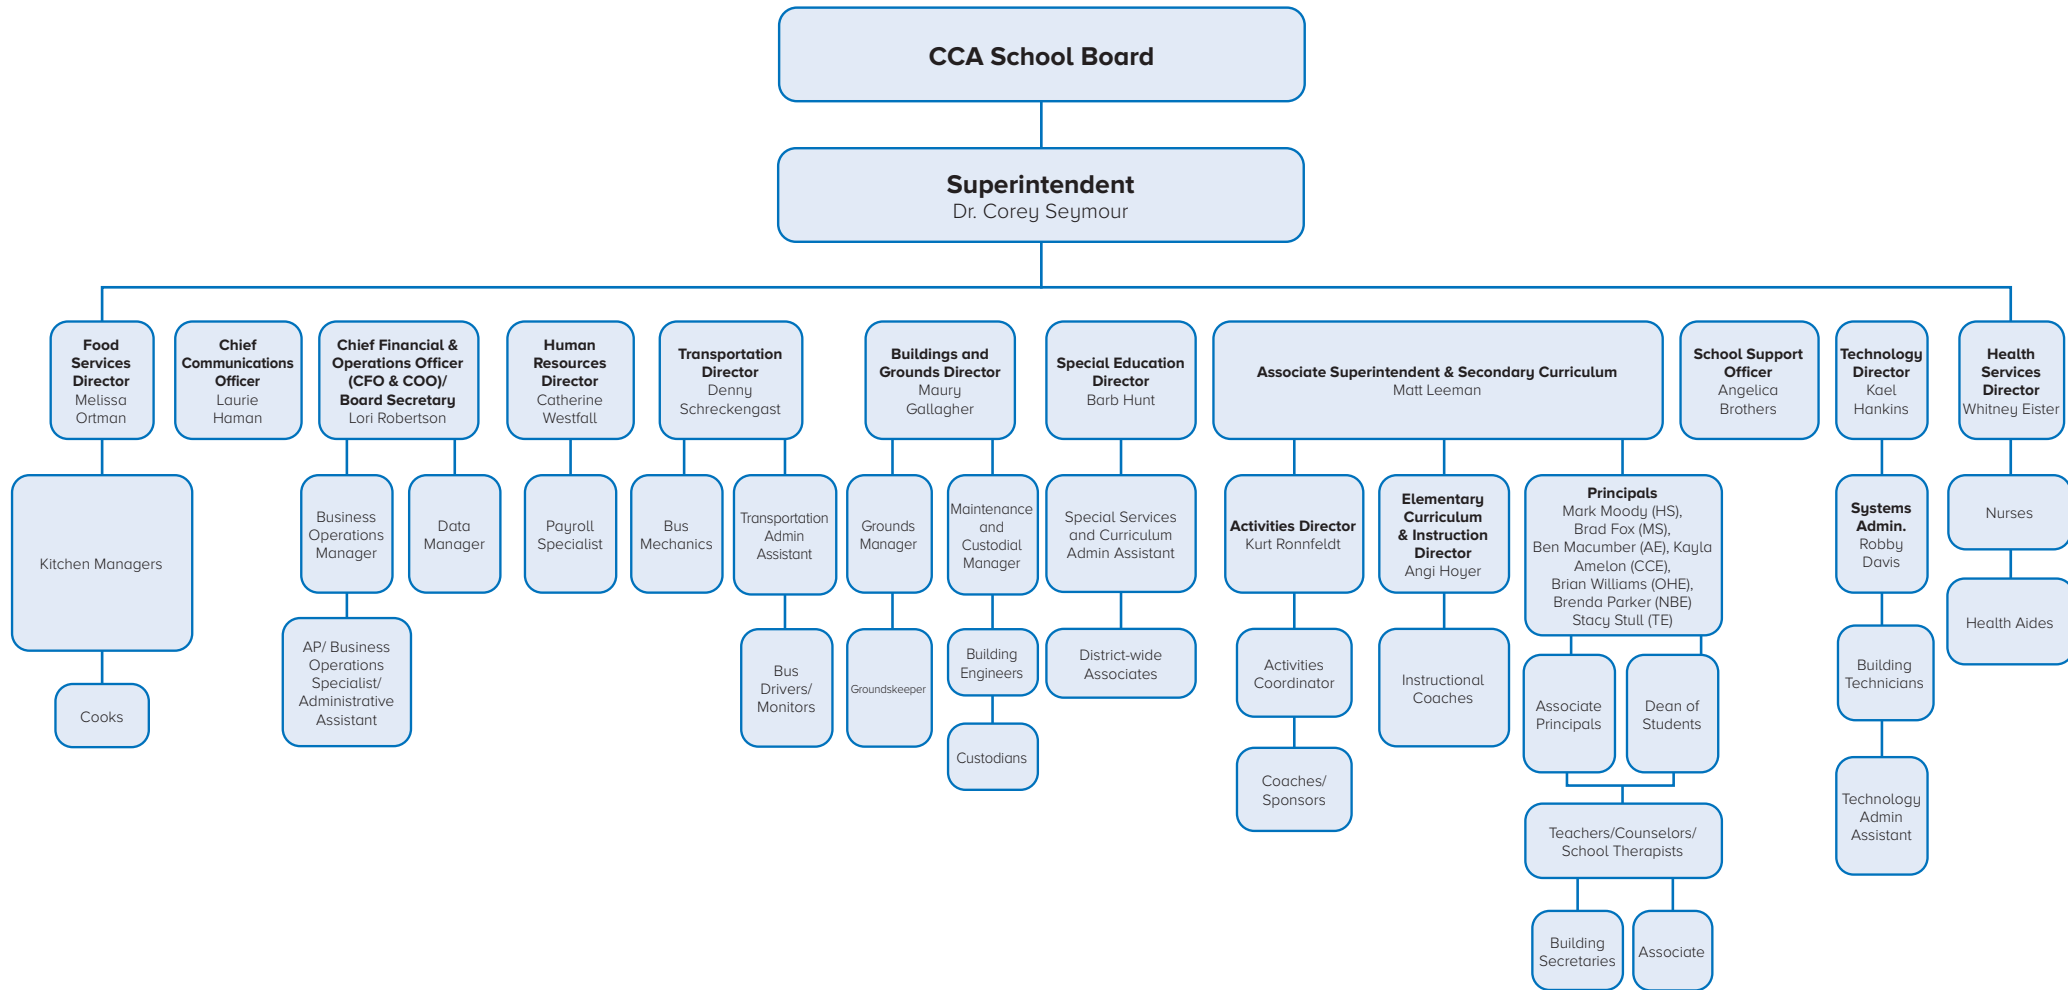 CCA School Board
Superintendent
Dr. Corey Seymour
Food
Services
Director
Melissa
Ortman
Chief
Communications
Officer
Laurie
Haman
Chief Financial &
Operations Officer
(CFO & COO)/
Board Secretary
Lori Robertson
Human
Resources
Director
Catherine
Westfall
Transportation
Director
Denny
Schreckengast
Buildings and
Grounds Director
Maury
Gallagher
Special Education
Director
Barb Hunt
Associate Superintendent & Secondary Curriculum
Matt Leeman
School Support
Officer
Angelica
Brothers
Technology
Director
Kael
Hankins
Health
Services
Director
Whitney Eister
Kitchen Managers
Business
Operations
Manager
Data
Manager
Payroll
Specialist
Bus
Mechanics
Transportation
Admin
Assistant
Grounds
Manager
Maintenance
and
Custodial
Manager
Special Services
and Curriculum
Admin Assistant
Activities Director
Kurt Ronnfeldt
Elementary
Curriculum
& Instruction
Director
Angi Hoyer
Principals
Mark Moody (HS),
Brad Fox (MS),
Ben Macumber (AE), Kayla
Amelon (CCE),
Brian Williams (OHE),
Brenda Parker (NBE)
Stacy Stull (TE)
Systems
Admin.
Robby
Davis
Nurses
Cooks
AP/ Business
Operations
Specialist/
Administrative
Assistant
Bus
Drivers/
Monitors
Groundskeeper
Building
Engineers
Custodians
District-wide
Associates
Activities
Coordinator
Coaches/
Sponsors
Instructional
Coaches
Associate
Principals
Dean of
Students
Teachers/Counselors/
School Therapists
Building
Secretaries
Associate
Building
Technicians
Technology
Admin
Assistant
Health Aides